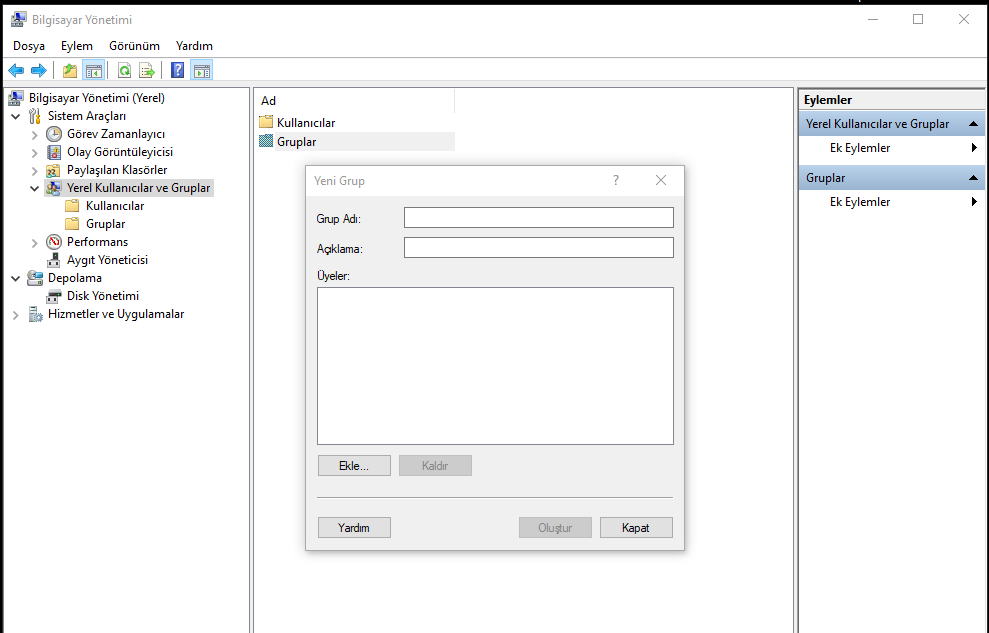 Bilgisayar Yönetimi
Dosya Eylem Görünüm Yardım
Bilgisayar Yönetimi (Yerel)
Sistem Araçları
Görev Zamanlayıcı
Olay Görüntüleyicisi
Paylaşılan Klasörler
Yerel Kullanıcılar ve Gruplar
Kullanıcılar
Gruplar
Performans
Aygıt Yöneticisi
Depolama
Disk Yönetimi
Hizmetler ve Uygulamalar
Ad
Kullanıcılar
Gruplar
Yeni Grup
?
Grup Adı:
Açıklama:
Üyeler:
Ekle... Kaldır
Yardım Oluştur Kapat
Eylemler
Yerel Kullanıcılar ve Gruplar
Ek Eylemler
Gruplar
Ek Eylemler